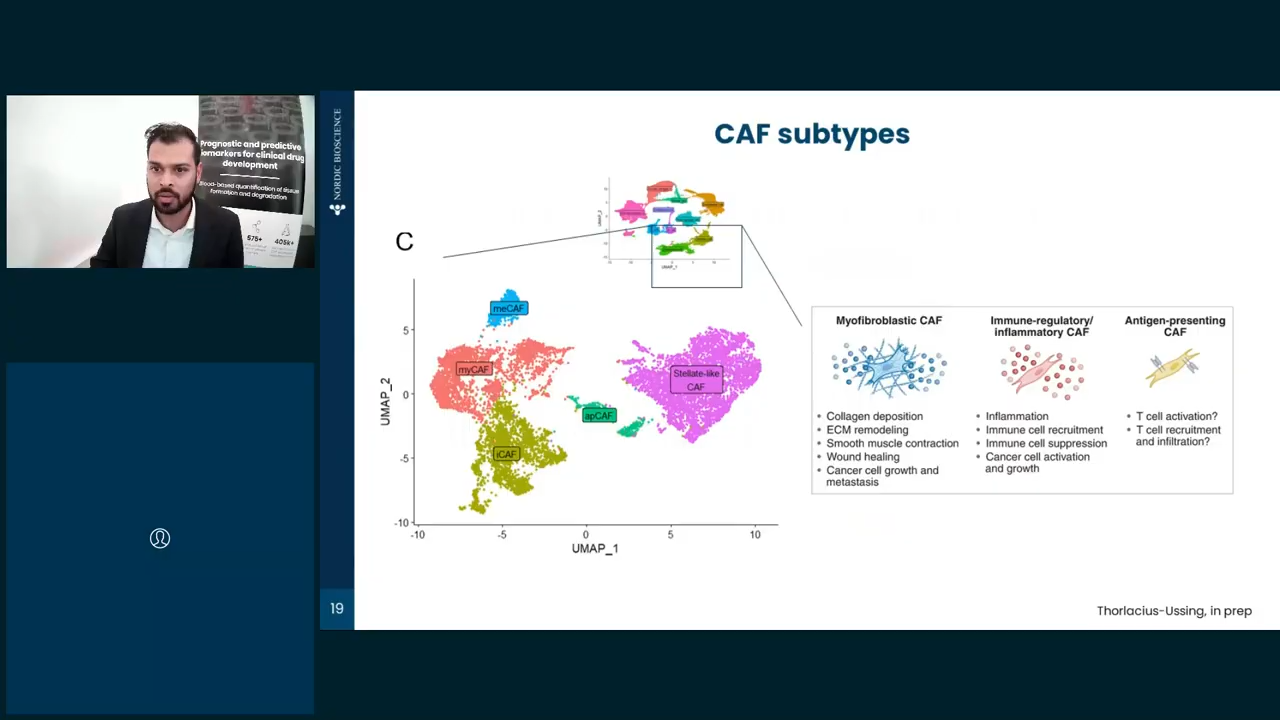 Prognostic and predictive
biomarkers for clinical drug
development
Blood-based quantification of tissue
formation and degradation
575+
405k+
NORDIC BIOSCIENCE
CAF subtypes
C
UMAP_1
meCAF
myCAF
Stellate-like
CAF
apCAF
iCAF
5
0
-5
-10
UMAP_2
-10
-5
0
5
10
UMAP_1
Myofibroblastic CAF
• Collagen deposition
• ECM remodeling
• Smooth muscle contraction
• Wound healing
• Cancer cell growth and
metastasis
Immune-regulatory/
inflammatory CAF
• Inflammation
• Immune cell recruitment
• Immune cell suppression
• Cancer cell activation
and growth
Antigen-presenting
CAF
• T cell activation?
• T cell recruitment
and infiltration?
19
Thorlacius-Ussing, in prep